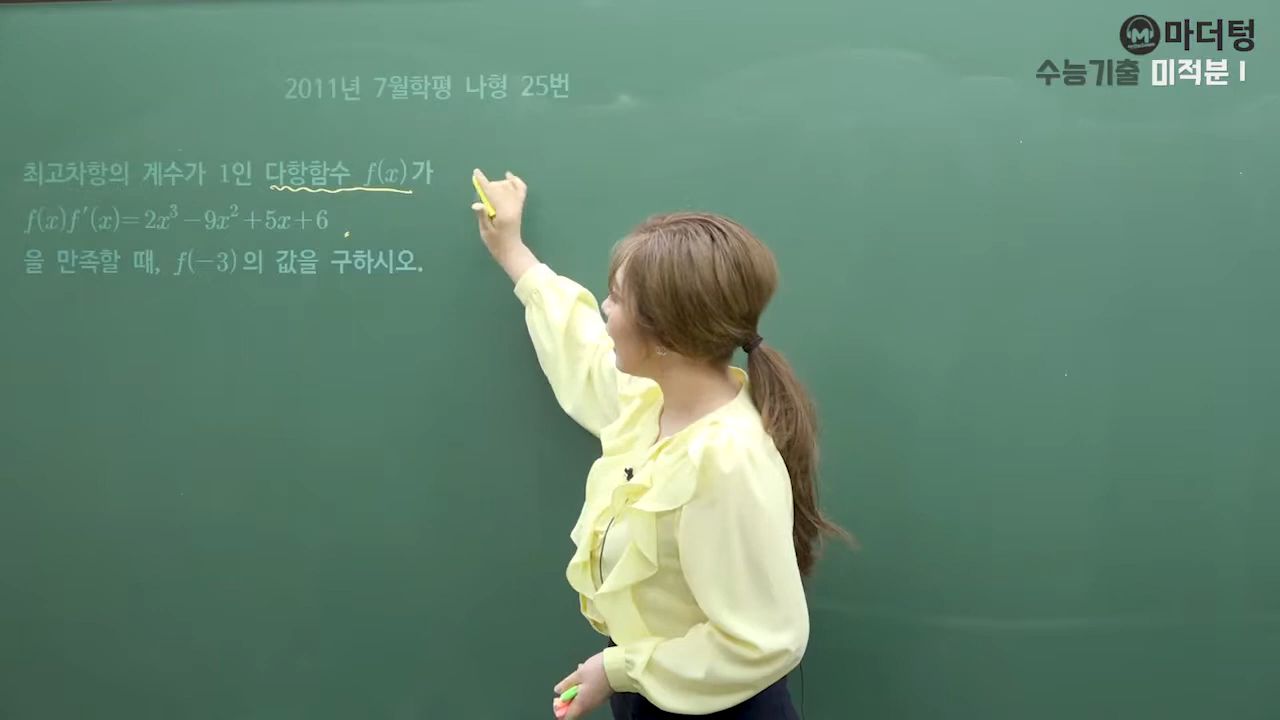 마더텅
수능기출 미적분 I
2011년 7월학평 나형 25번
최고차항의 계수가 1인 다항함수 f(x)가
f(x)f'(x)=2x³-9x²+5x+6
을 만족할 때, f(-3)의 값을 구하시오.